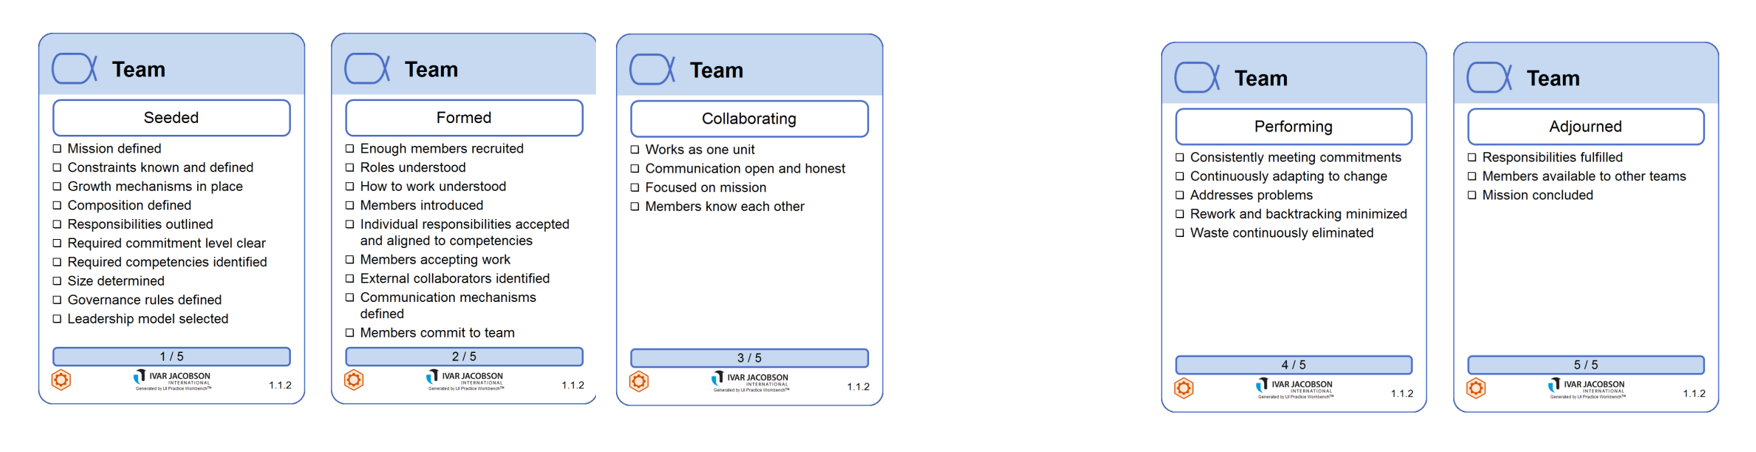 Team
Seeded
Mission defined
Constraints known and defined
Growth mechanisms in place
Composition defined
Responsibilities outlined
Required commitment level clear
Required competencies identified
Size determined
Governance rules defined
Leadership model selected
1 / 5
IVAR JACOBSON
INTERNATIONAL
Generated by UI Practice Workbench™
1.1.2
Team
Formed
Enough members recruited
Roles understood
How to work understood
Members introduced
Individual responsibilities accepted
and aligned to competencies
Members accepting work
External collaborators identified
Communication mechanisms
defined
Members commit to team
2 / 5
IVAR JACOBSON
INTERNATIONAL
Generated by UI Practice Workbench™
1.1.2
Team
Collaborating
Works as one unit
Communication open and honest
Focused on mission
Members know each other
3 / 5
IVAR JACOBSON
INTERNATIONAL
Generated by UI Practice Workbench™
1.1.2
Team
Performing
Consistently meeting commitments
Continuously adapting to change
Addresses problems
Rework and backtracking minimized
Waste continuously eliminated
4 / 5
IVAR JACOBSON
INTERNATIONAL
Generated by UI Practice Workbench™
1.1.2
Team
Adjourned
Responsibilities fulfilled
Members available to other teams
Mission concluded
5 / 5
IVAR JACOBSON
INTERNATIONAL
Generated by UI Practice Workbench™
1.1.2